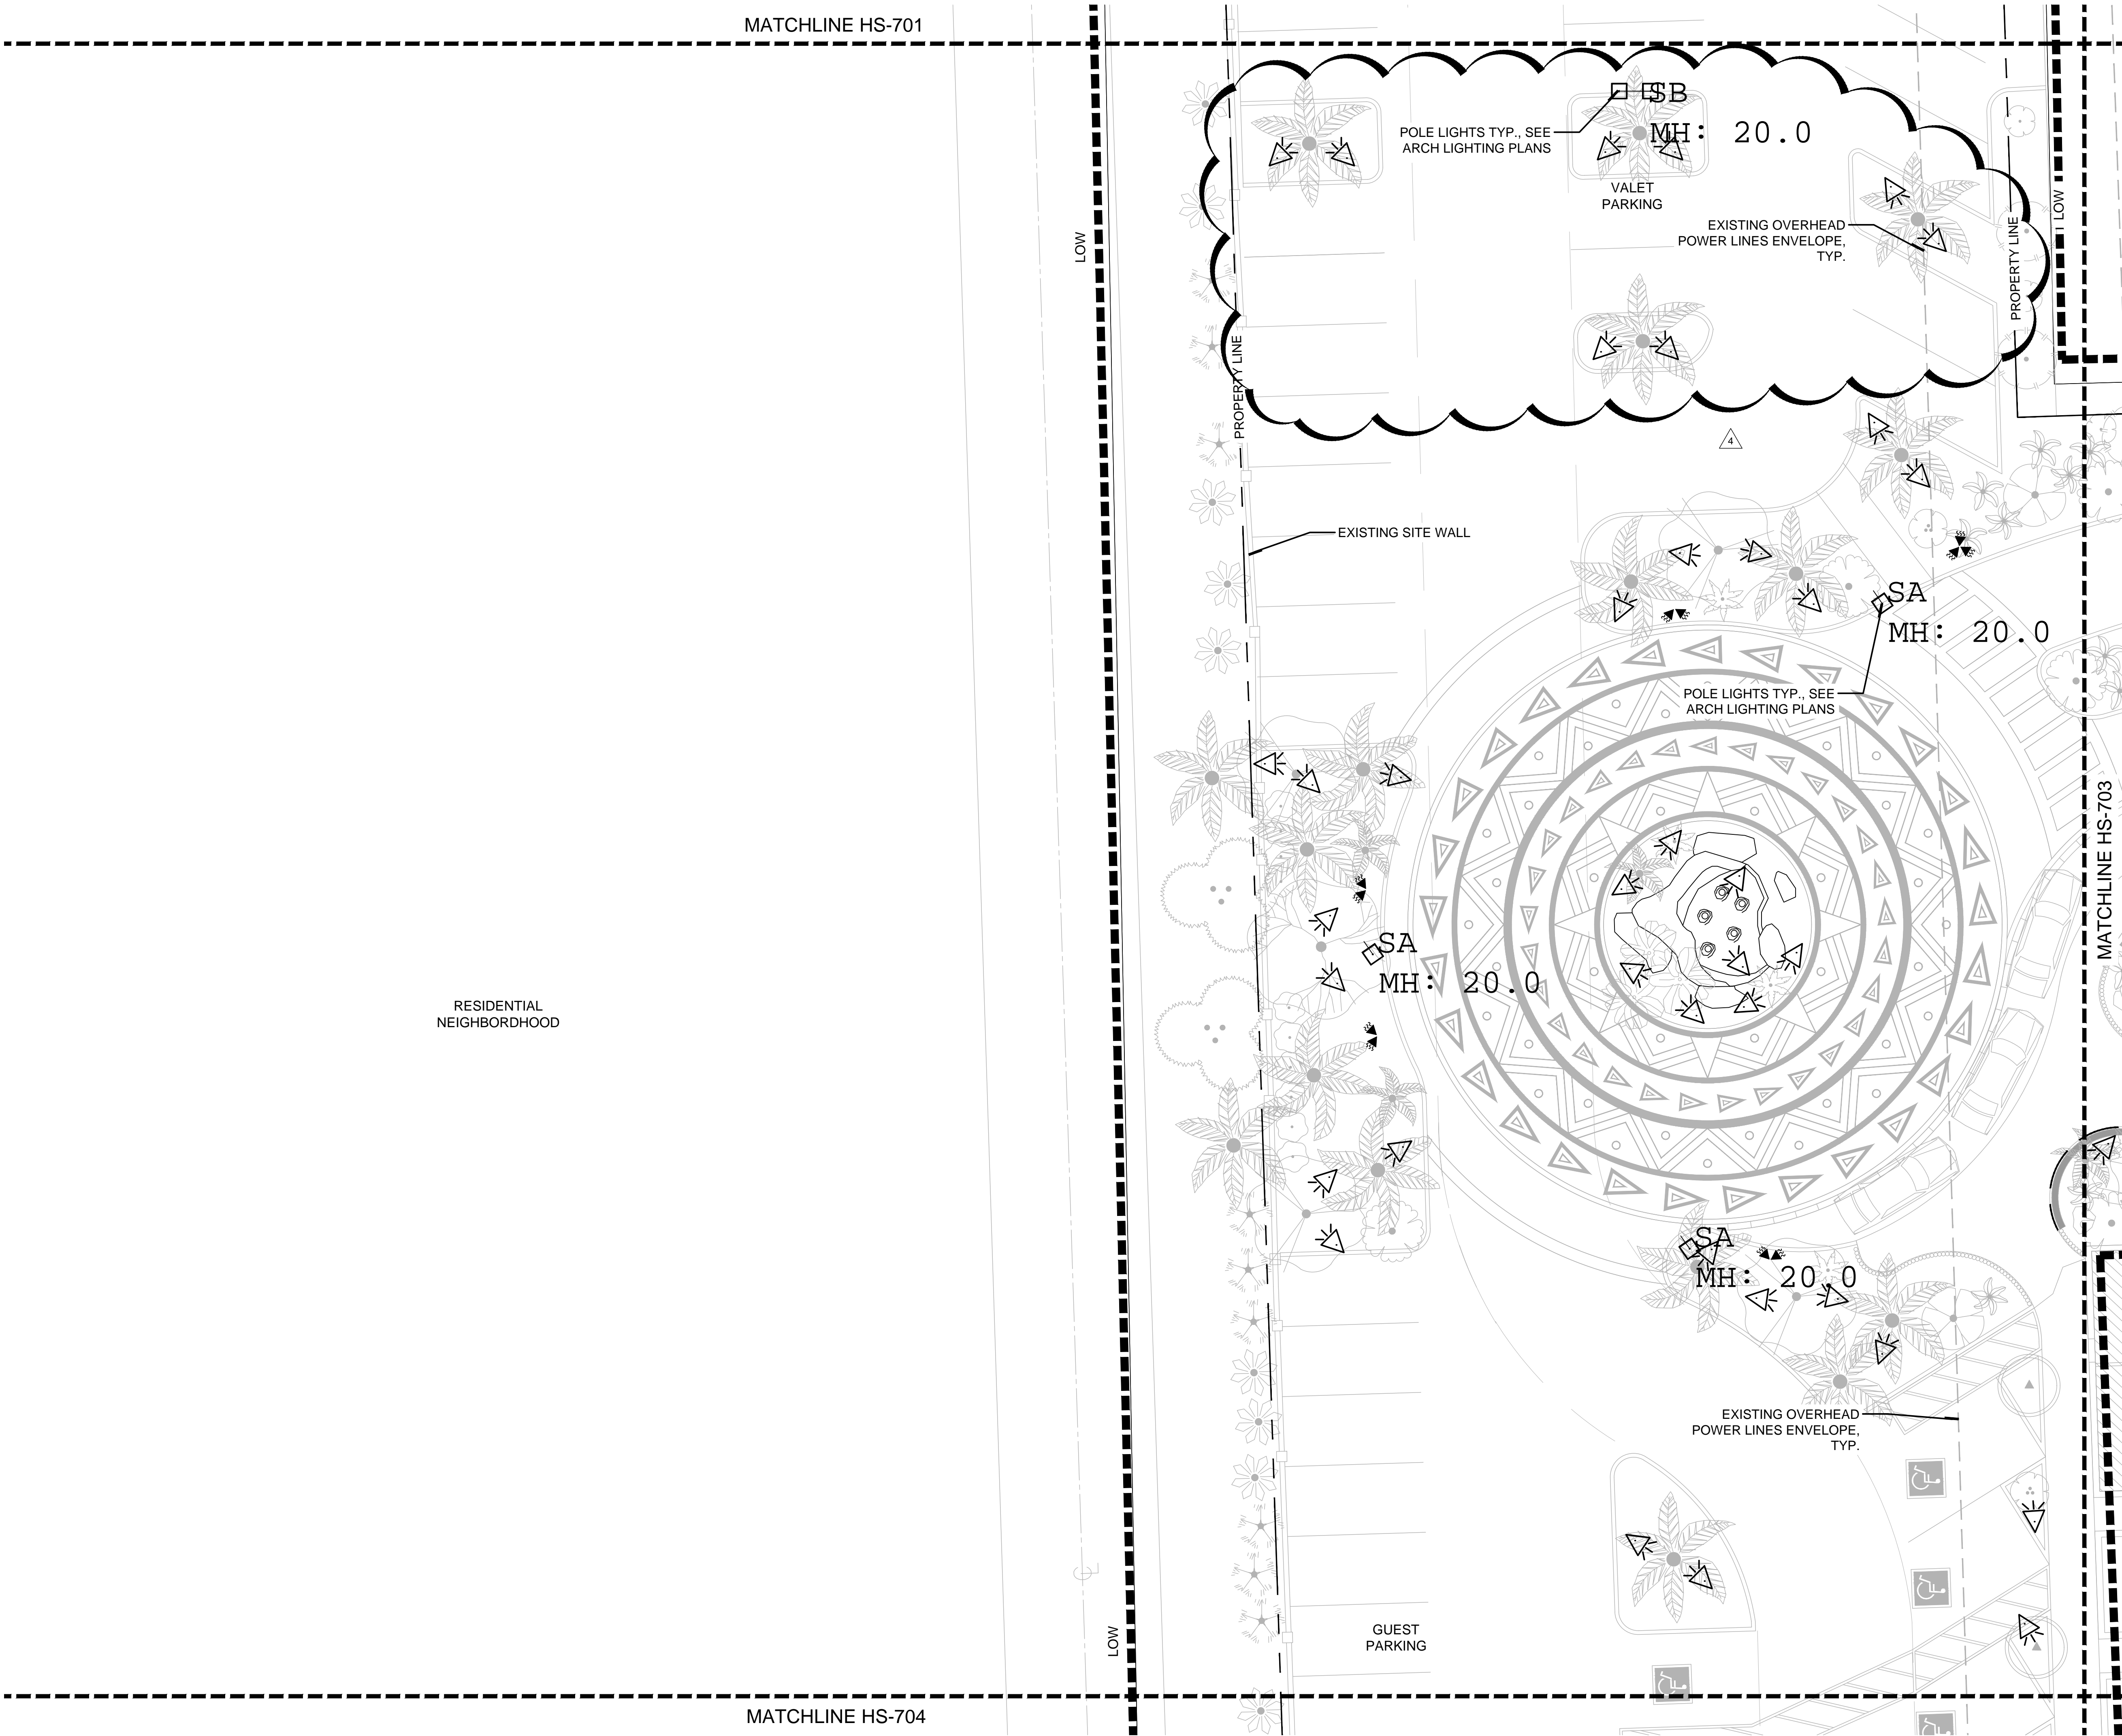 MATCHLINE HS-701
SB
MH: 20.0
POLE LIGHTS TYP., SEE
ARCH LIGHTING PLANS
VALET
PARKING
EXISTING OVERHEAD
POWER LINES ENVELOPE,
TYP.
LOW
LOW
PROPERTY LINE
PROPERTY LINE
4
EXISTING SITE WALL
SA
MH: 20.0
POLE LIGHTS TYP., SEE
ARCH LIGHTING PLANS
MATCHLINE HS-703
SA
MH: 20.0
RESIDENTIAL
NEIGHBORDHOOD
SA
MH: 20.0
EXISTING OVERHEAD
POWER LINES ENVELOPE,
TYP.
GUEST
PARKING
LOW
MATCHLINE HS-704